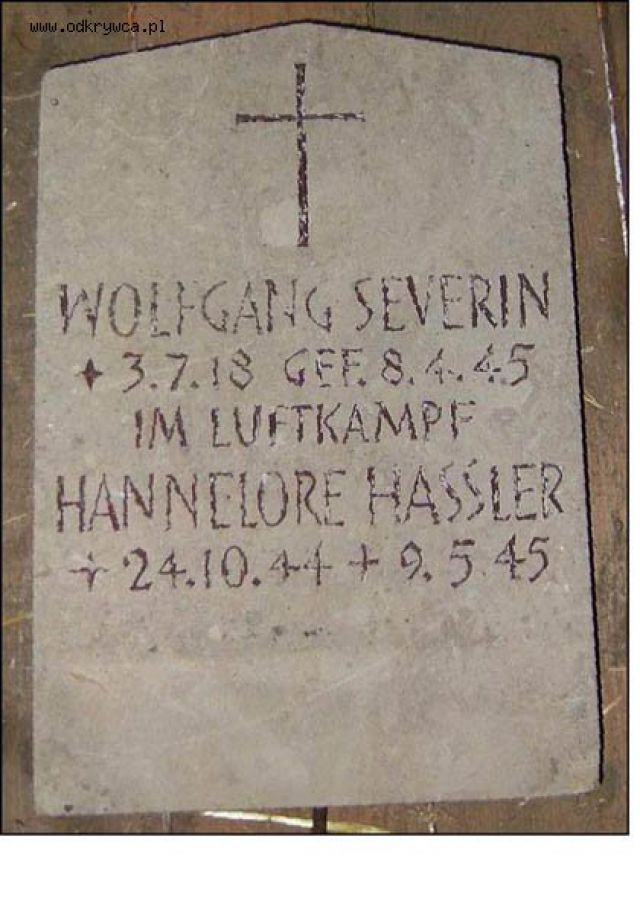 www.odkrywca.pl
WOLFGANG SEVERIN
✦ 3.7.18 GEF. 8.4.45
IM LUFTKAMPF
HANNELORE HASSLER
✦ 24.10.44 + 9.5.45